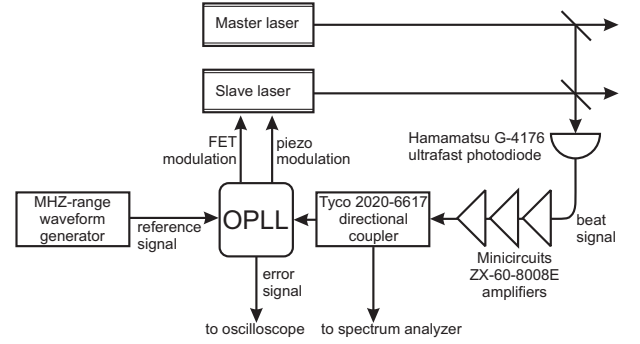 Master laser
Slave laser
Hamamatsu G-4176
ultrafast photodiode
FET
modulation
piezo
modulation
MHZ-range
waveform
generator
reference
signal
OPLL
Tyco 2020-6617
directional
coupler
beat
signal
Minicircuits
ZX-60-8008E
amplifiers
error
signal
to oscilloscope
to spectrum analyzer